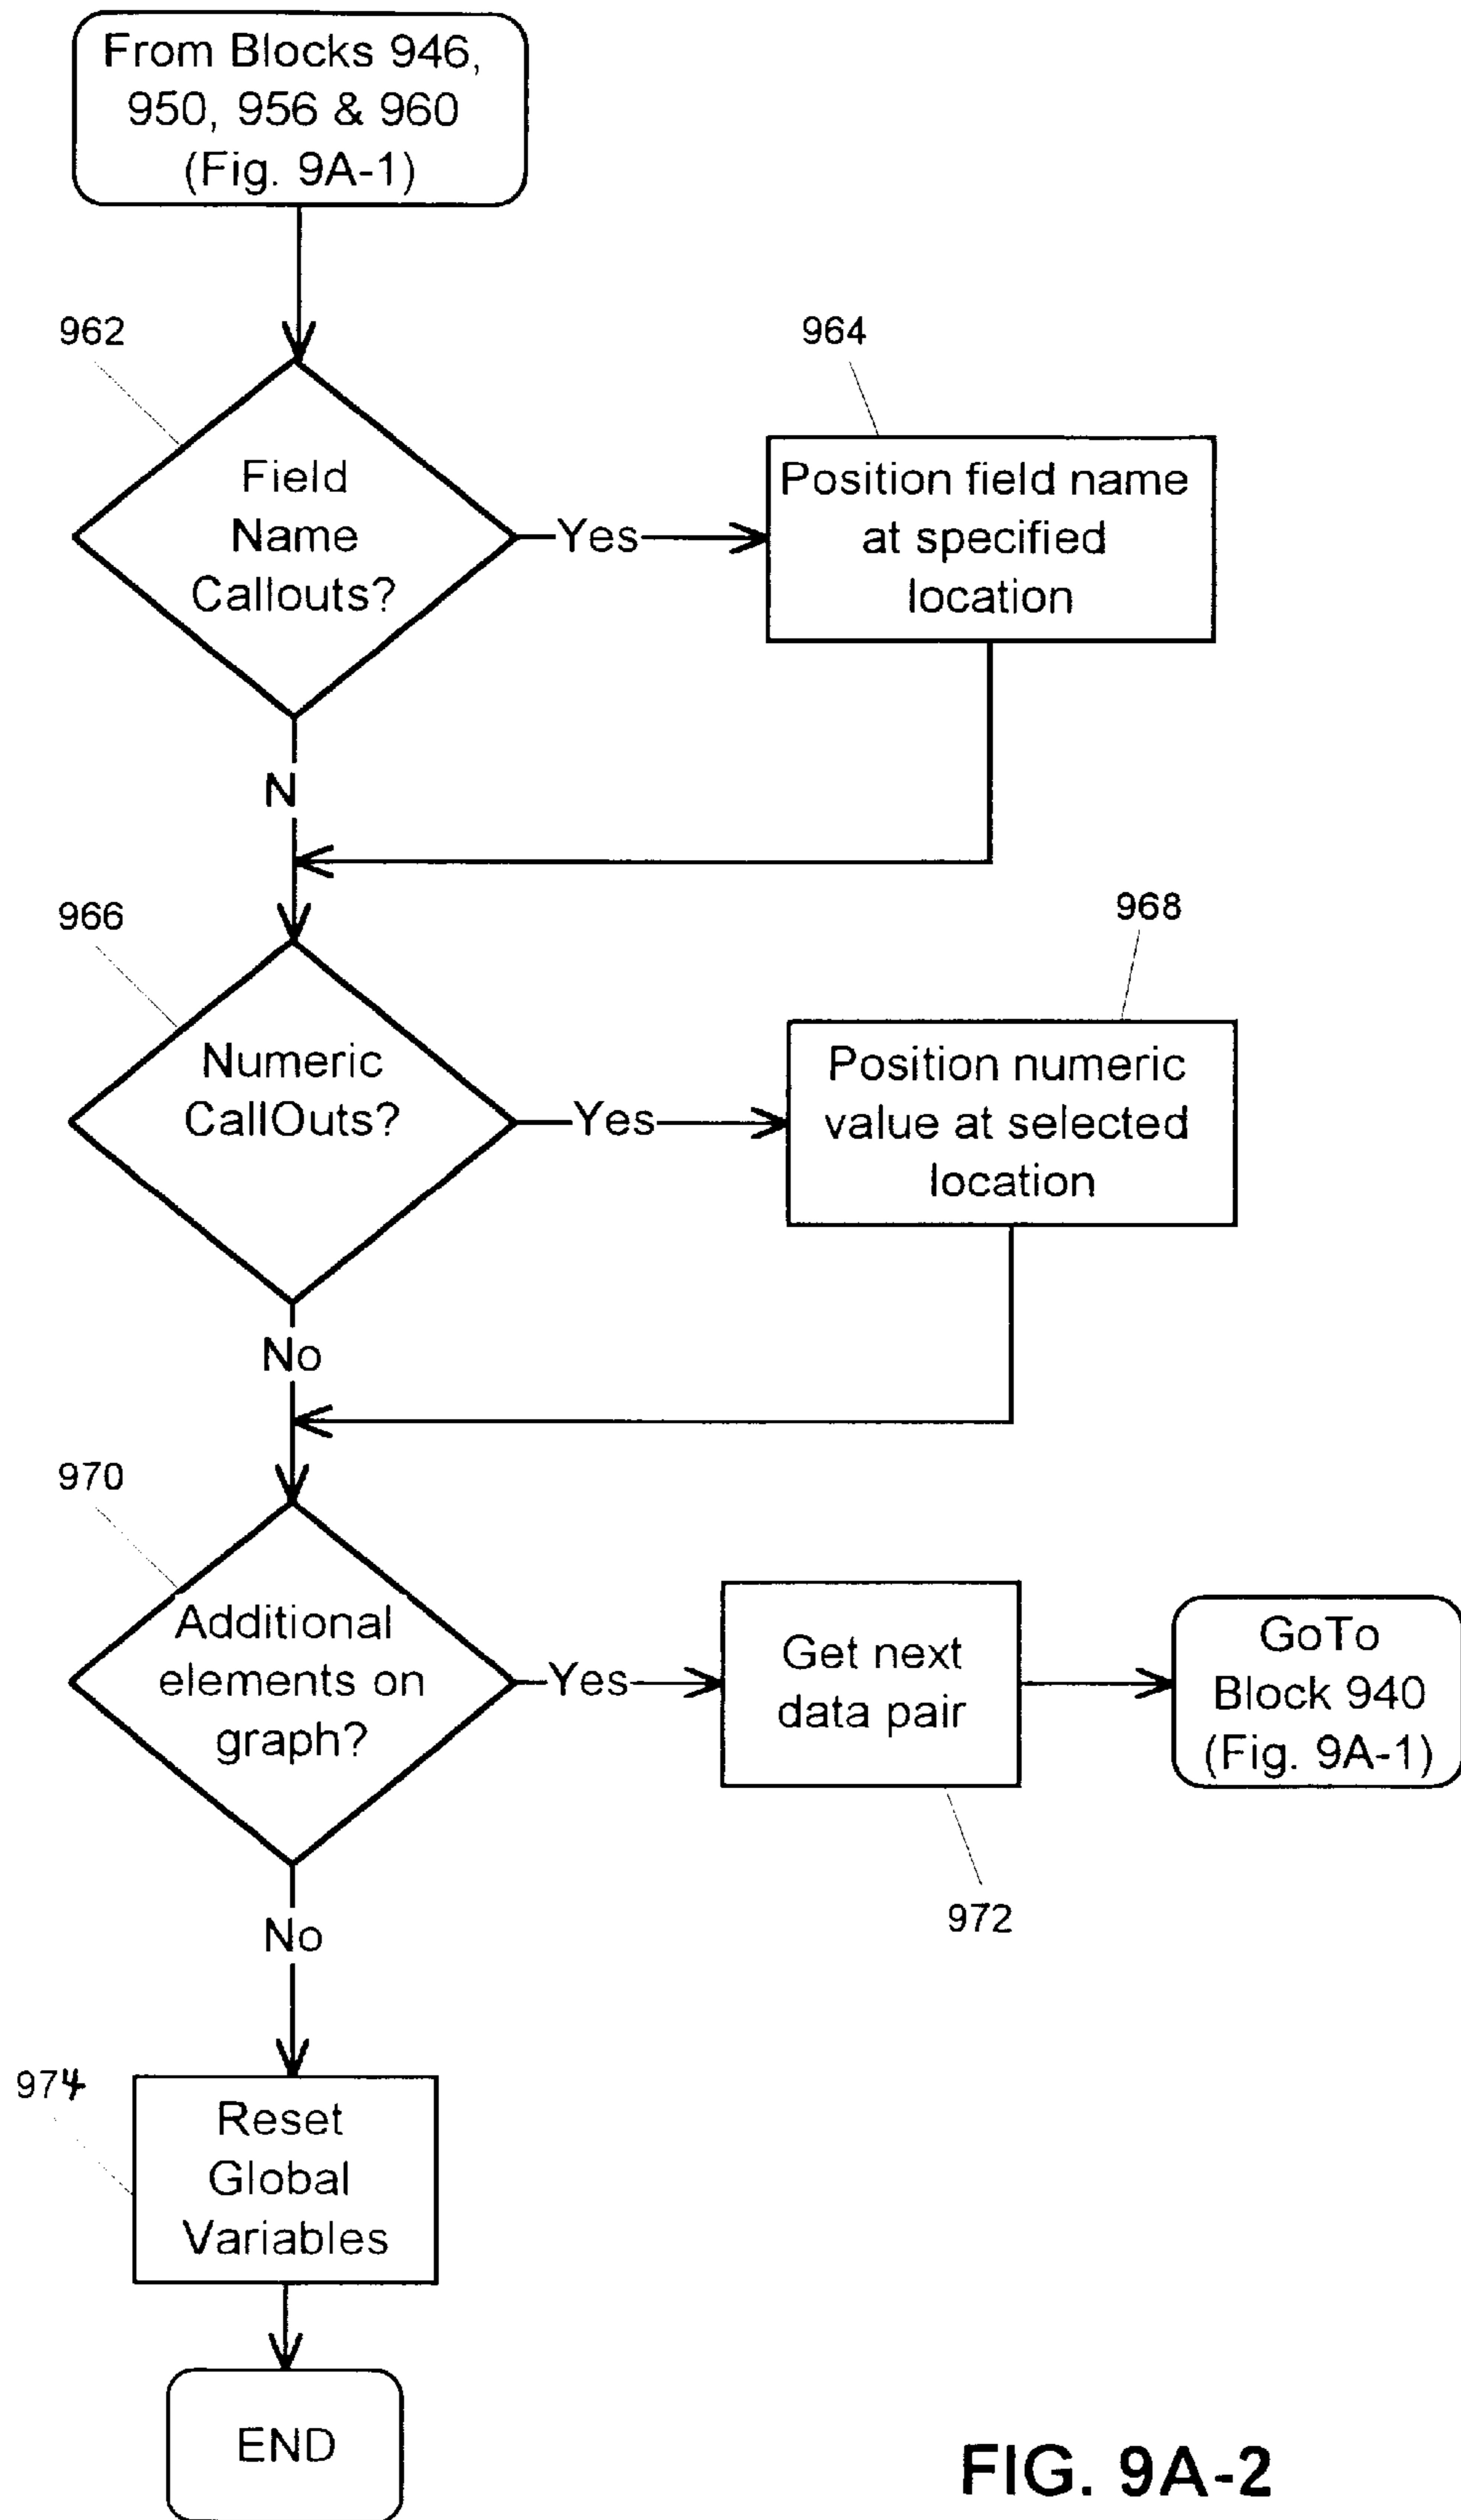 From Blocks 946,
950, 956 & 960
(Fig. 9A-1)
962
Field
Name
Callouts?
Yes
964
Position field name
at specified
location
N
966
Numeric
CallOuts?
Yes
968
Position numeric
value at selected
location
No
970
Additional
elements on
graph?
Yes
Get next
data pair
972
GoTo
Block 940
(Fig. 9A-1)
No
974
Reset
Global
Variables
END
FIG. 9A-2